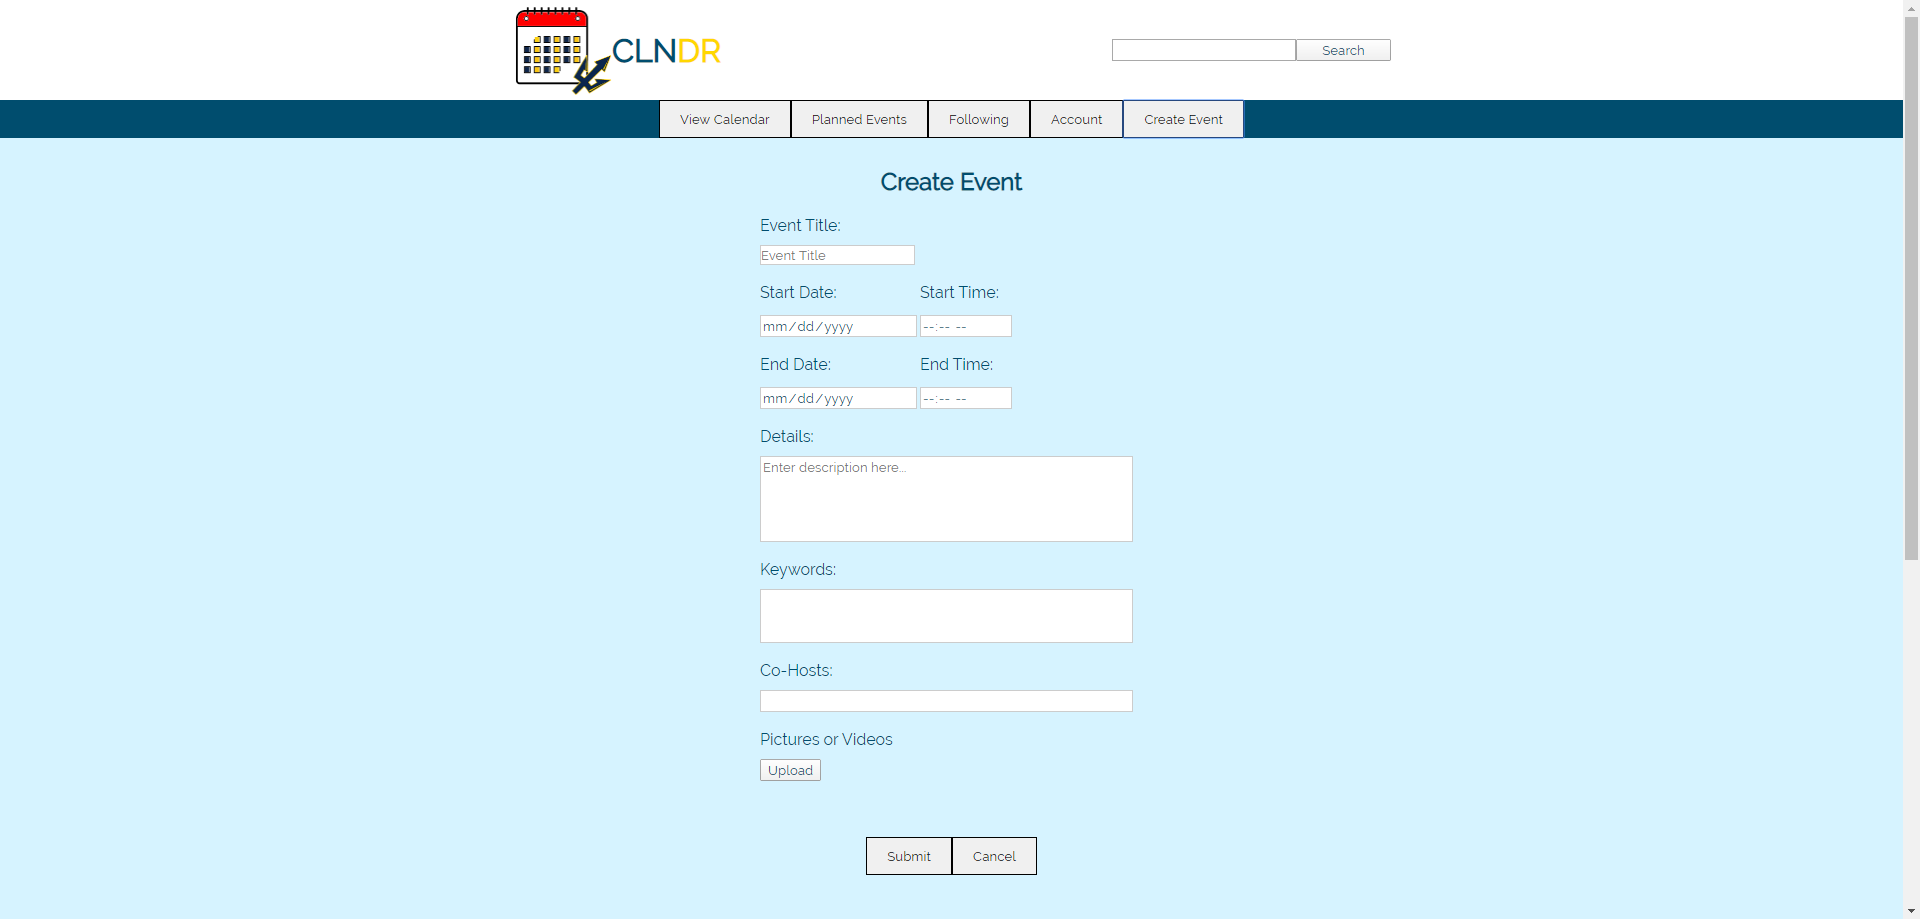 CLNDR
Search
View Calendar Planned Events Following Account Create Event
Create Event
Event Title:
Event Title
Start Date: Start Time:
mm/dd/yyyy --:-- --
End Date: End Time:
mm/dd/yyyy --:-- --
Details:
Enter description here...
Keywords:
Co-Hosts:
Pictures or Videos
Upload
Submit Cancel